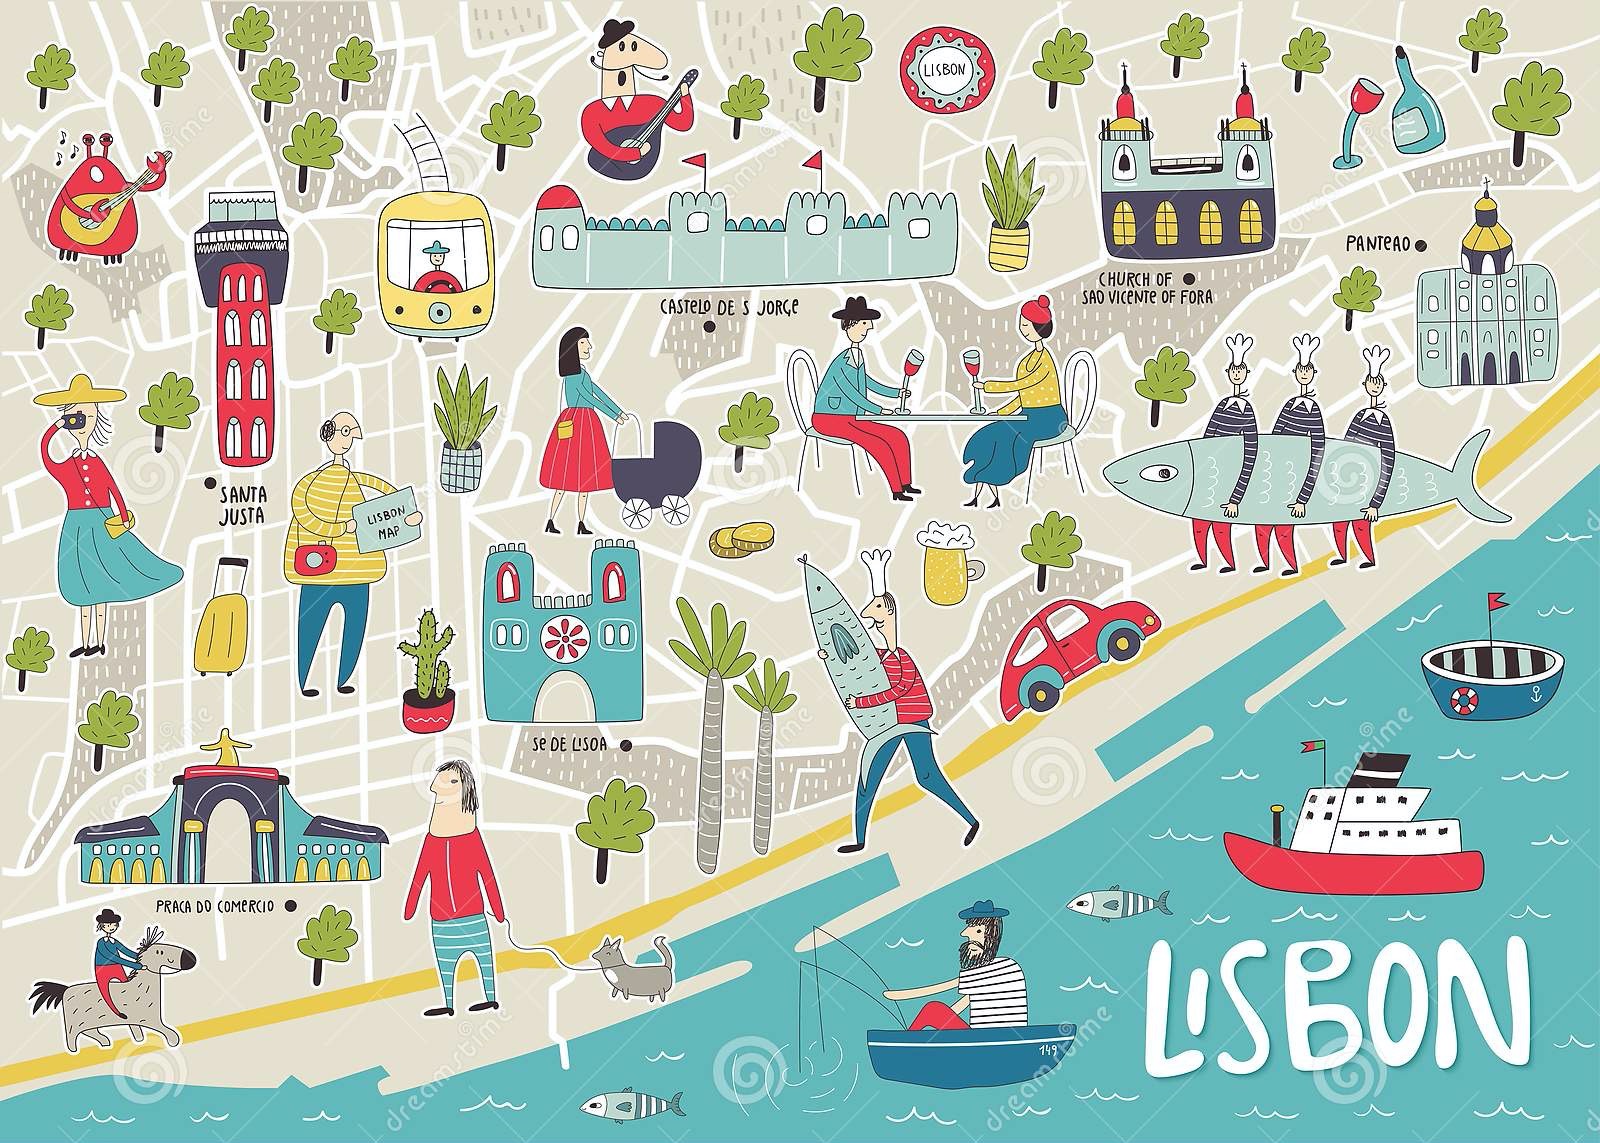 LISBON
PANTEAO
CHURCH OF
SAO VICENTE OF FORA
CASTELO DE S JORGE
SANTA
JUSTA
LISBON
MAP
SE DE LISOA
PRACA DO COMERCIO
149
LISBON
dreamstime